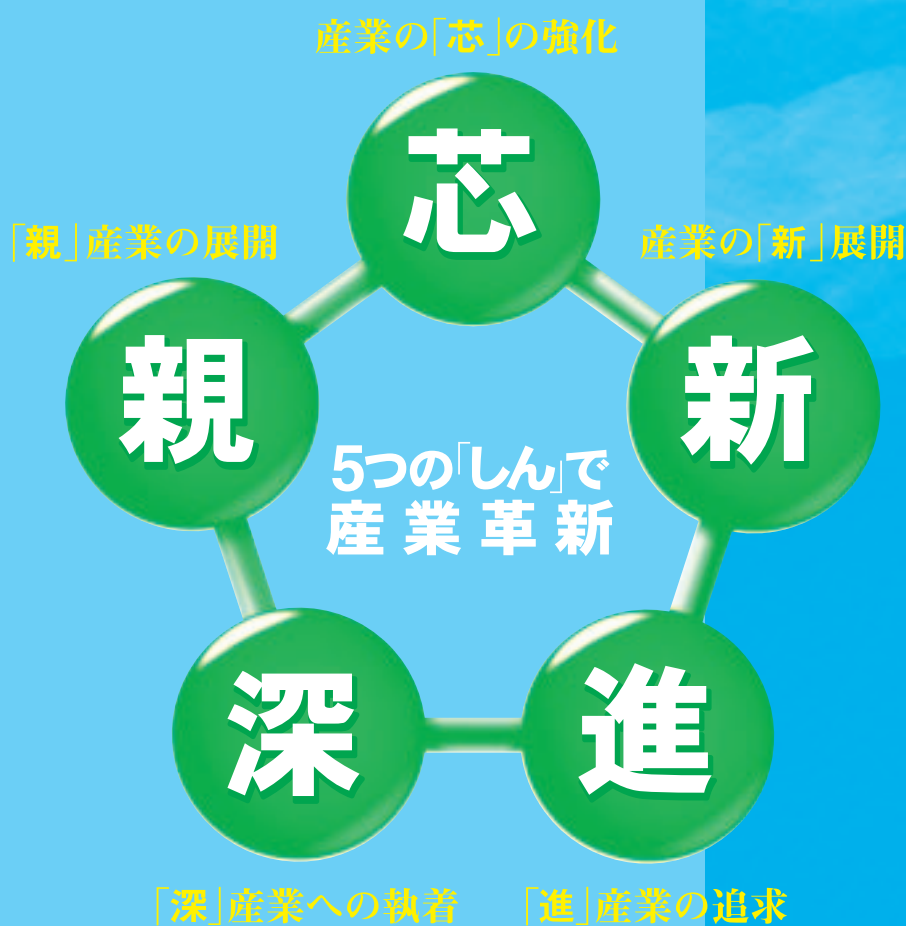 産業の「芯」の強化
芯
「親」産業の展開
産業の「新」展開
親
新
5つの「しん」で
産業革新
深
進
「深」産業への執着
「進」産業の追求